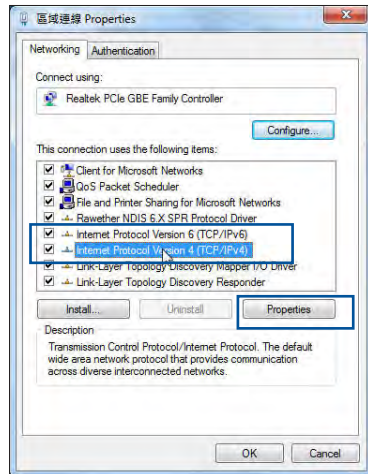 區域連線 Properties
Networking Authentication
Connect using:
Realtek PCIe GBE Family Controller
Configure...
This connection uses the following items:
Client for Microsoft Networks
QoS Packet Scheduler
File and Printer Sharing for Microsoft Networks
Rawether NDIS 6.X SPR Protocol Driver
Internet Protocol Version 6 (TCP/IPv6)
Internet Protocol Version 4 (TCP/IPv4)
Link-Layer Topology Discovery Mapper I/O Driver
Link-Layer Topology Discovery Responder
Install... Uninstall Properties
Description
Transmission Control Protocol/Internet Protocol. The default
wide area network protocol that provides communication
across diverse interconnected networks.
OK Cancel